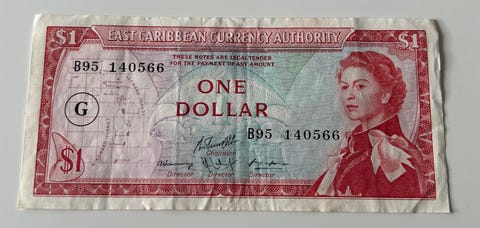 $1 EAST CARIBBEAN CURRENCY AUTHORITY $1
THESE NOTES ARE LEGAL TENDER
FOR THE PAYMENT OF ANY AMOUNT
B95 140566
ONE
DOLLAR
G
B95 140566
Chairman
$1
Director Director Director